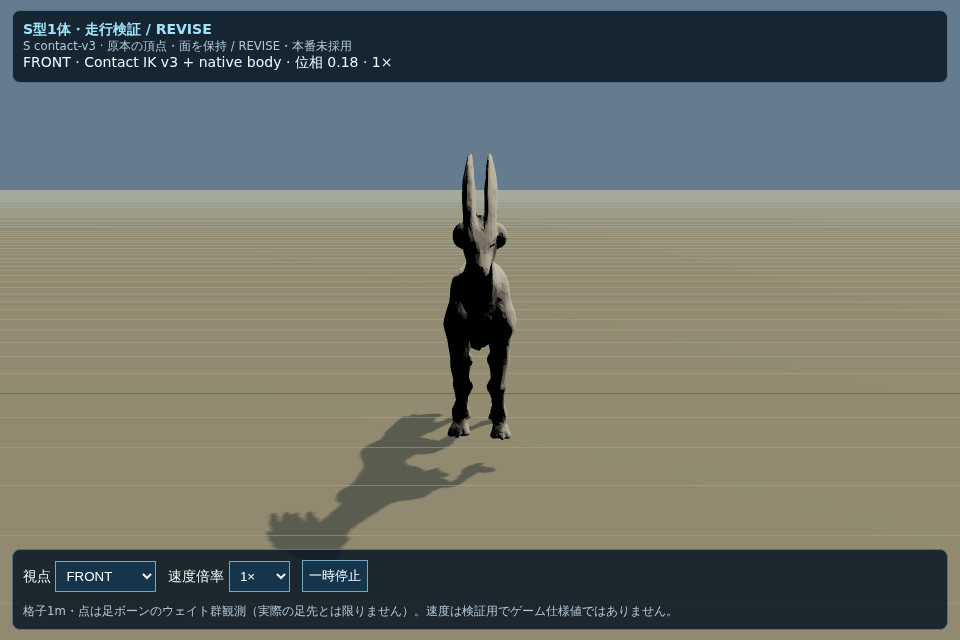 S型1体・走行検証 / REVISE
S contact-v3 · 原本の頂点・面を保持 / REVISE・本番未採用
FRONT · Contact IK v3 + native body · 位相 0.18 · 1×
視点 FRONT 速度倍率 1× 一時停止
格子1m・点は足ボーンのウェイト群観測（実際の足先とは限りません）。速度は検証用でゲーム仕様値ではありません。